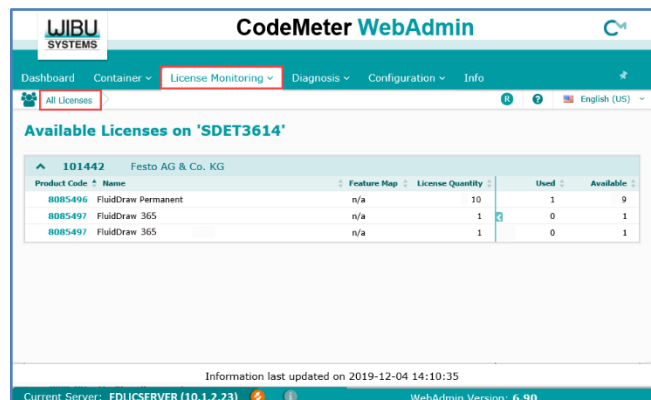 WIBU
SYSTEMS
CodeMeter WebAdmin
Dashboard Container License Monitoring Diagnosis Configuration Info
All Licenses R ? English (US)
Available Licenses on 'SDET3614'
101442 Festo AG & Co. KG
Product Code Name Feature Map License Quantity Used Available
8085496 FluidDraw Permanent n/a 10 1 9
8085497 FluidDraw 365 n/a 1 0 1
8085497 FluidDraw 365 n/a 1 0 1
Information last updated on 2019-12-04 14:10:35
Current Server: FDLICSERVER (10.1.2.23) WebAdmin Version: 6.90